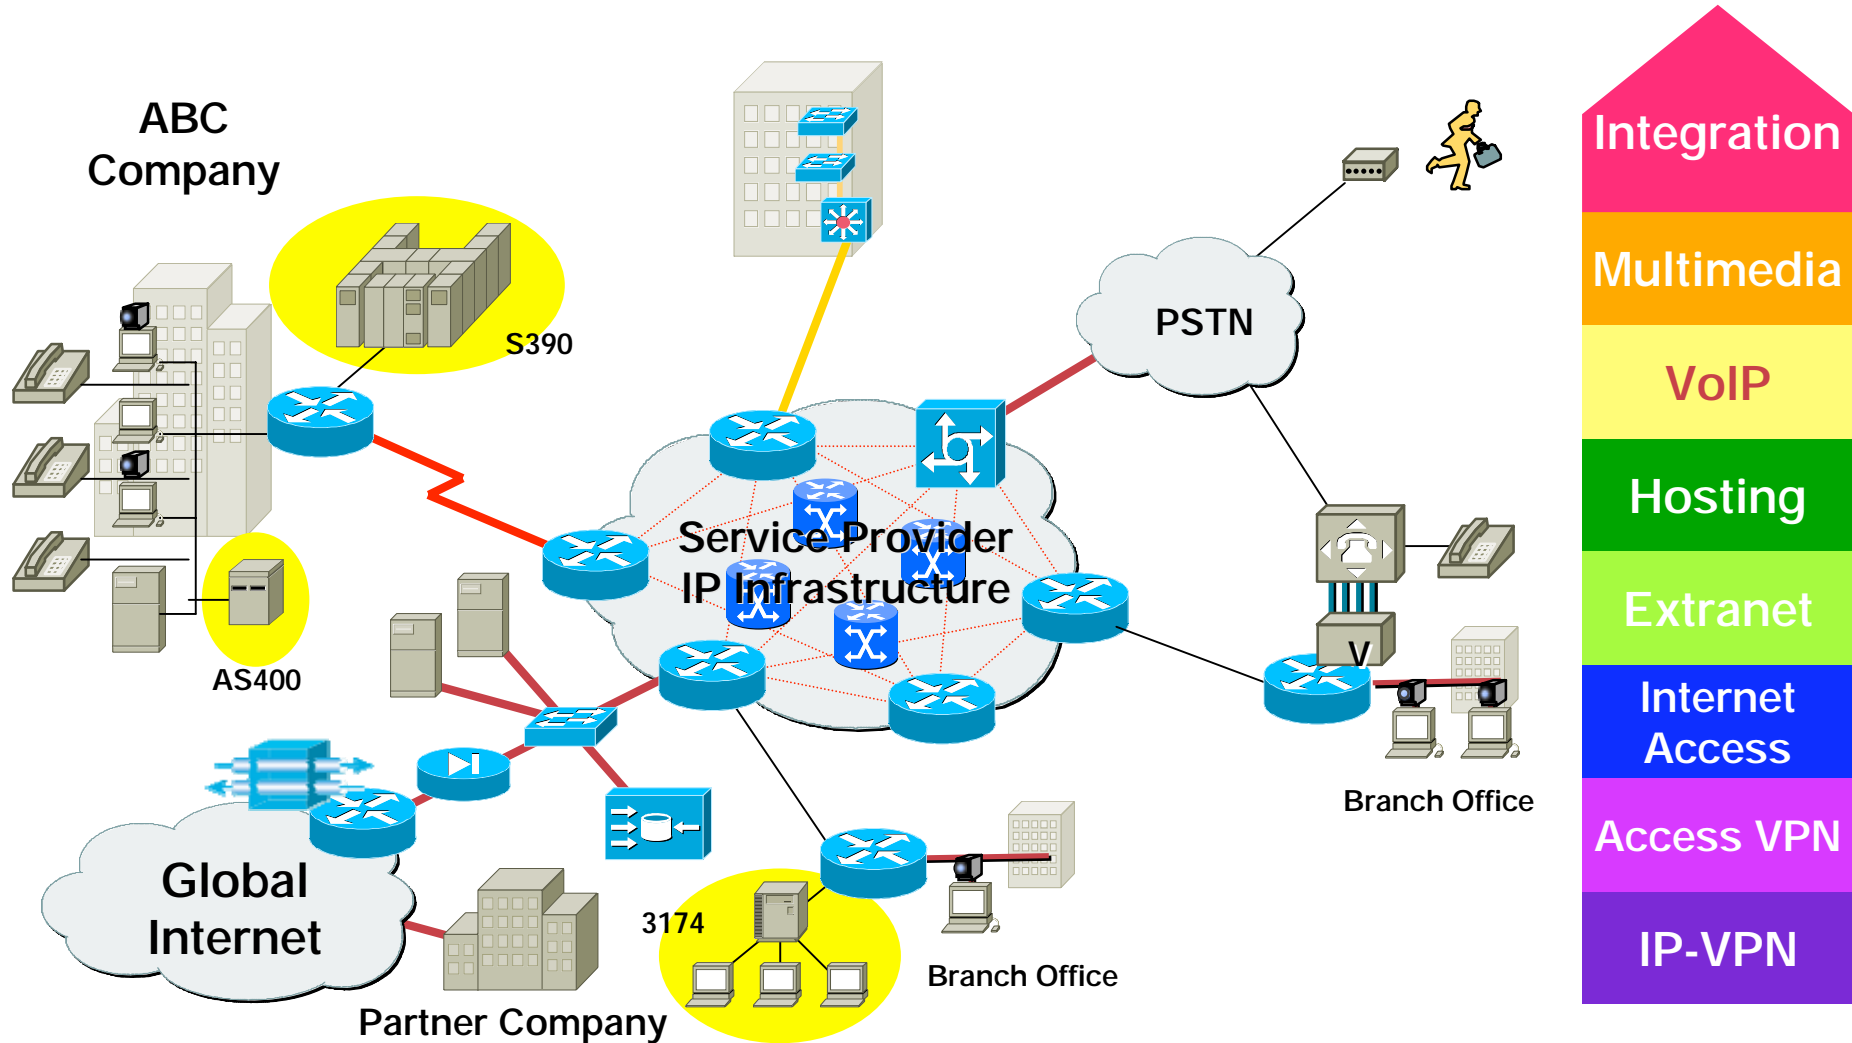 ABC
Company
S390
AS400
Service Provider
IP Infrastructure
PSTN
V
Branch Office
Global
Internet
3174
Branch Office
Partner Company
Integration
Multimedia
VoIP
Hosting
Extranet
Internet
Access
Access VPN
IP-VPN